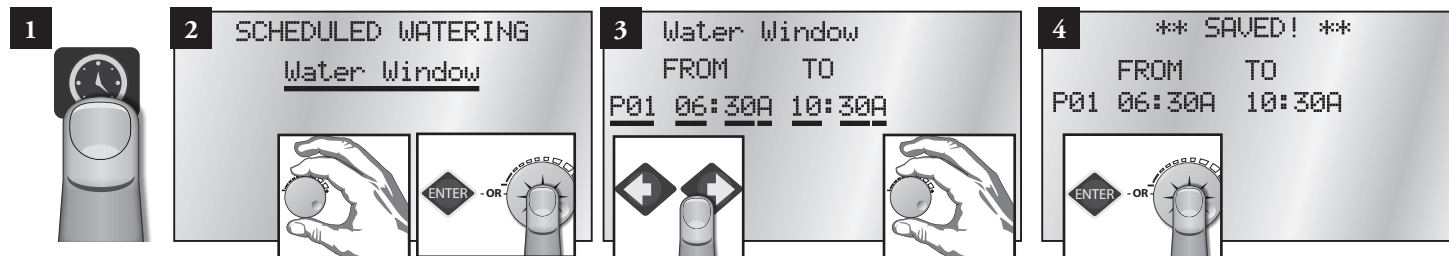 1
2
SCHEDULED WATERING
Water Window
ENTER
- OR -
3
Water Window
FROM TO
P01 06:30A 10:30A
4
** SAVED! **
FROM TO
P01 06:30A 10:30A
ENTER
- OR -